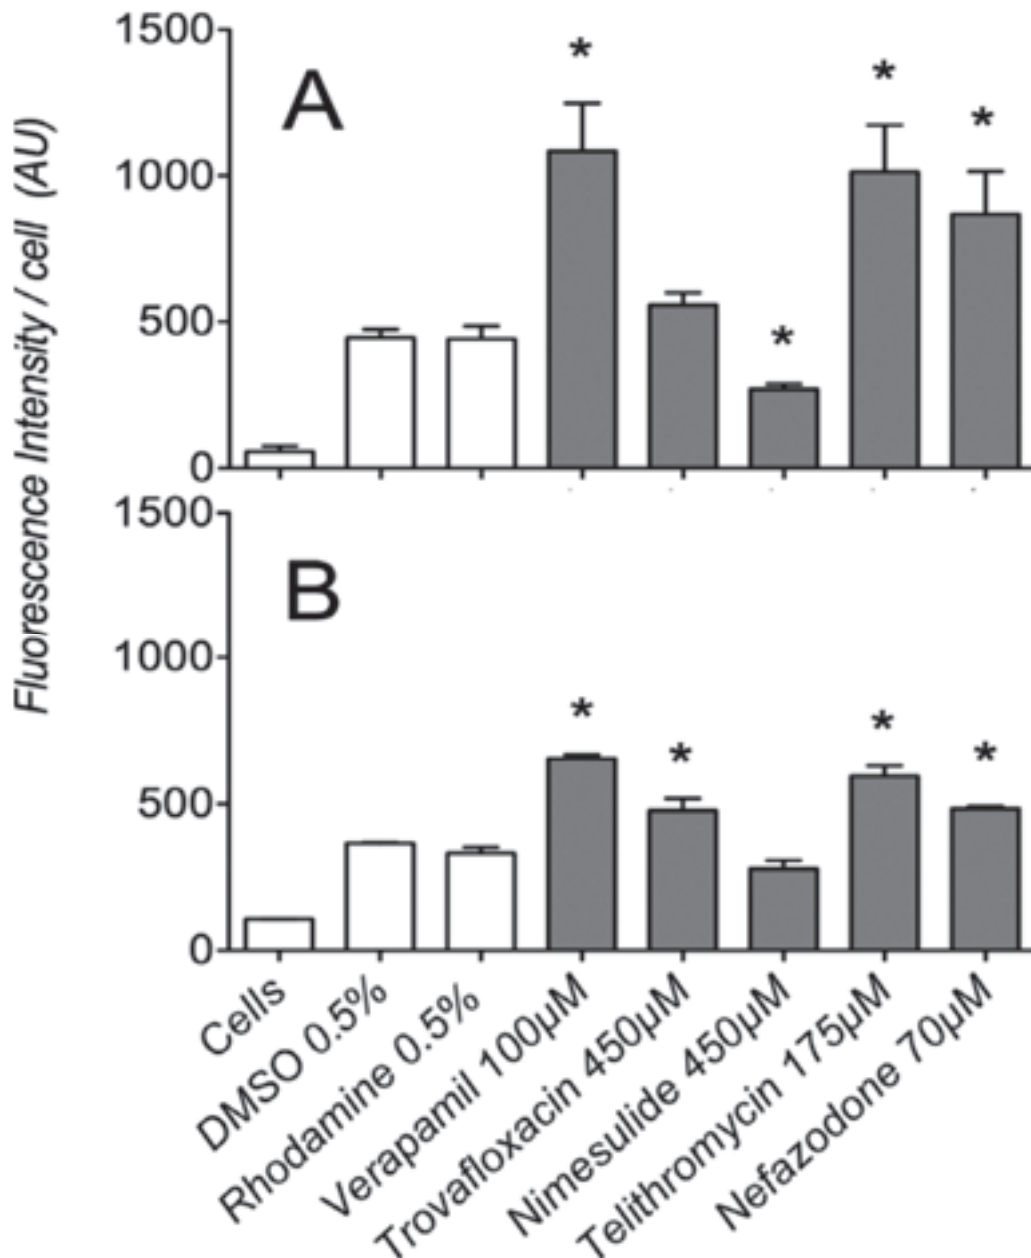 Fluorescence Intensity / cell (AU)
A
1500
1000
500
0
* * * *
B
1500
1000
500
0
* * * *
Cells
DMSO 0.5%
Rhodamine 0.5%
Verapamil 100µM
Trovafloxacin 450µM
Nimesulide 450µM
Telithromycin 175µM
Nefazodone 70µM